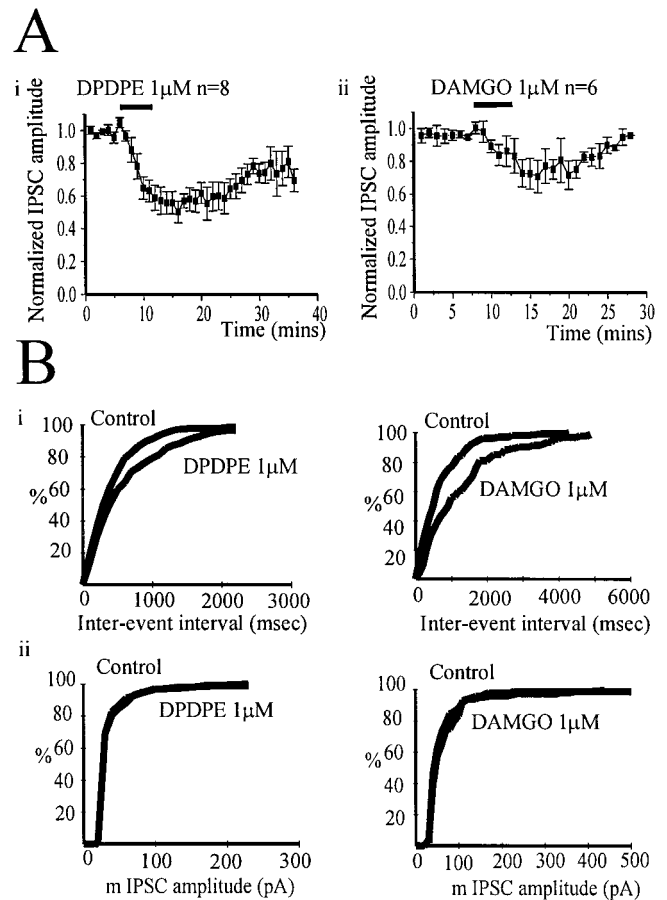 A
i
DPDPE 1μM n=8
Normalized IPSC amplitude
1.0
0.8
0.6
0.4
0.2
0.0
0 10 20 30 40
Time (mins)
ii
DAMGO 1μM n=6
Normalized IPSC amplitude
1.0
0.8
0.6
0.4
0.2
0.0
0 5 10 15 20 25 30
Time (mins)
B
i
Control
DPDPE 1μM
%
100
80
60
40
20
0 1000 2000 3000
Inter-event interval (msec)
Control
DAMGO 1μM
%
100
80
60
40
20
0 2000 4000 6000
Inter-event interval (msec)
ii
Control
DPDPE 1μM
%
100
80
60
40
20
0 100 200 300
m IPSC amplitude (pA)
Control
DAMGO 1μM
%
100
80
60
40
20
0 100 200 300 400 500
m IPSC amplitude (pA)